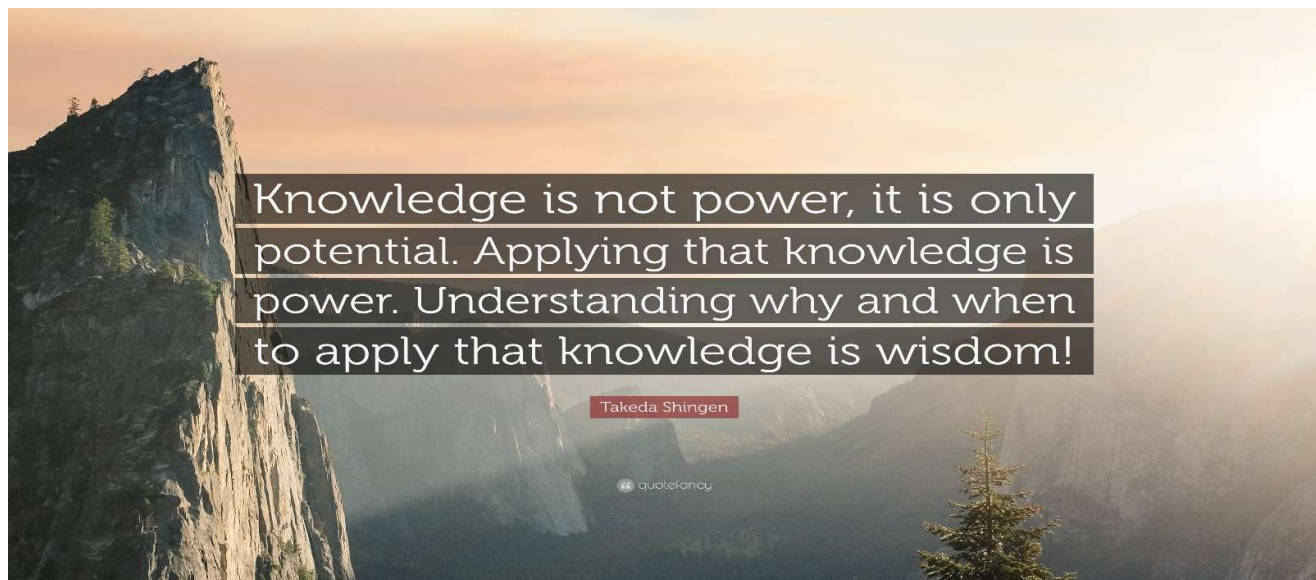 Knowledge is not power, it is only
potential. Applying that knowledge is
power. Understanding why and when
to apply that knowledge is wisdom!
Takeda Shingen
quotefancy